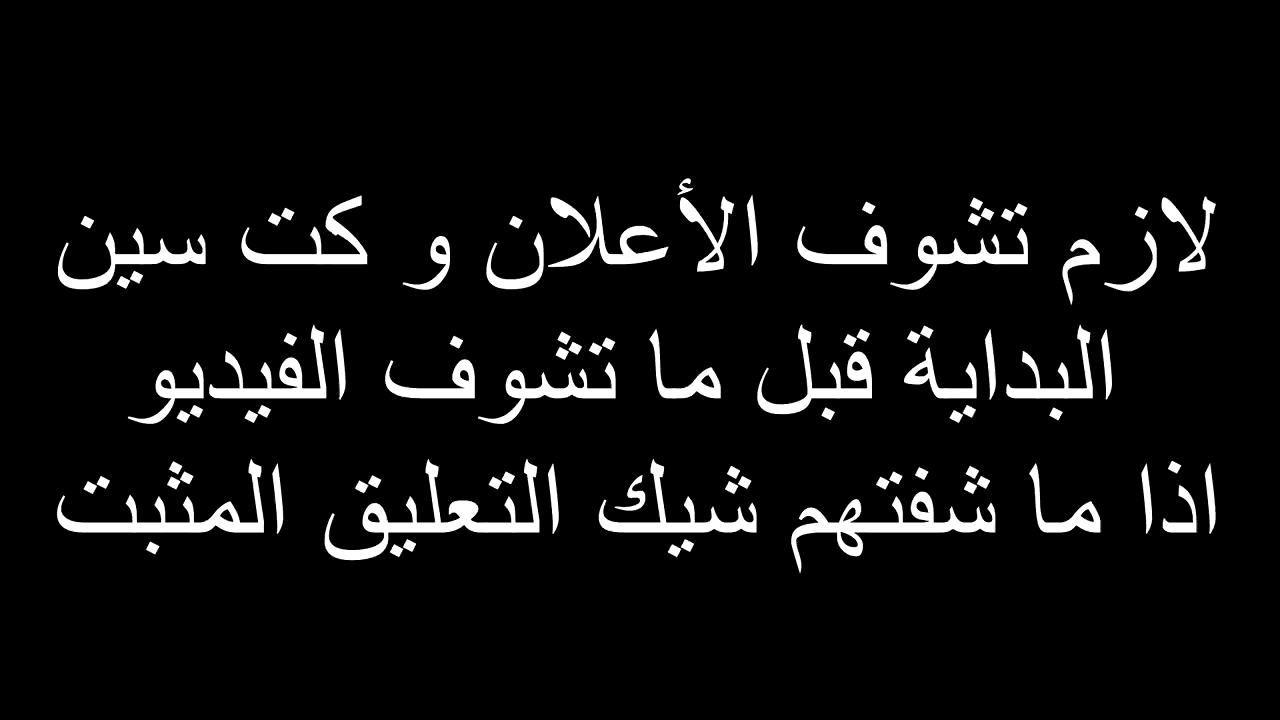 لازم تشوف الأعلان و كت سين
البداية قبل ما تشوف الفيديو
اذا ما شفتهم شيك التعليق المثبت